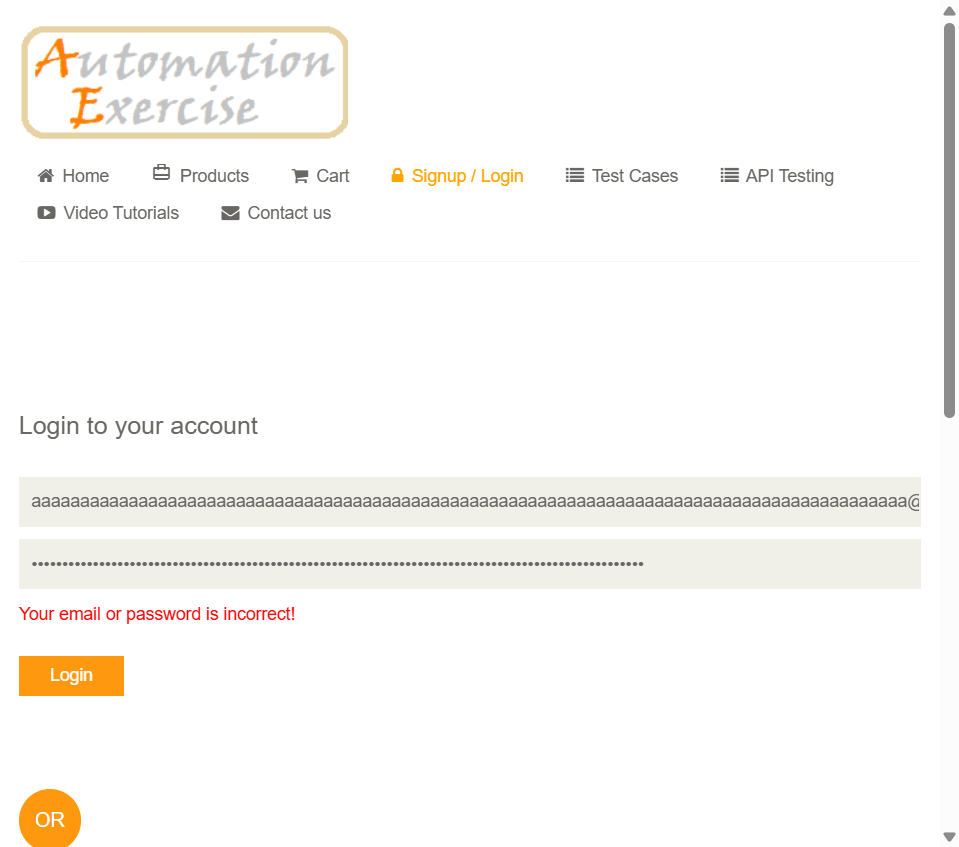 Automation
Exercise
Home Products Cart Signup / Login Test Cases API Testing
Video Tutorials Contact us
Login to your account
aaaaaaaaaaaaaaaaaaaaaaaaaaaaaaaaaaaaaaaaaaaaaaaaaaaaaaaaaaaaaaaaaaaaaaaaaaaaaaaaaaaaaaaaaa@
Your email or password is incorrect!
Login
OR